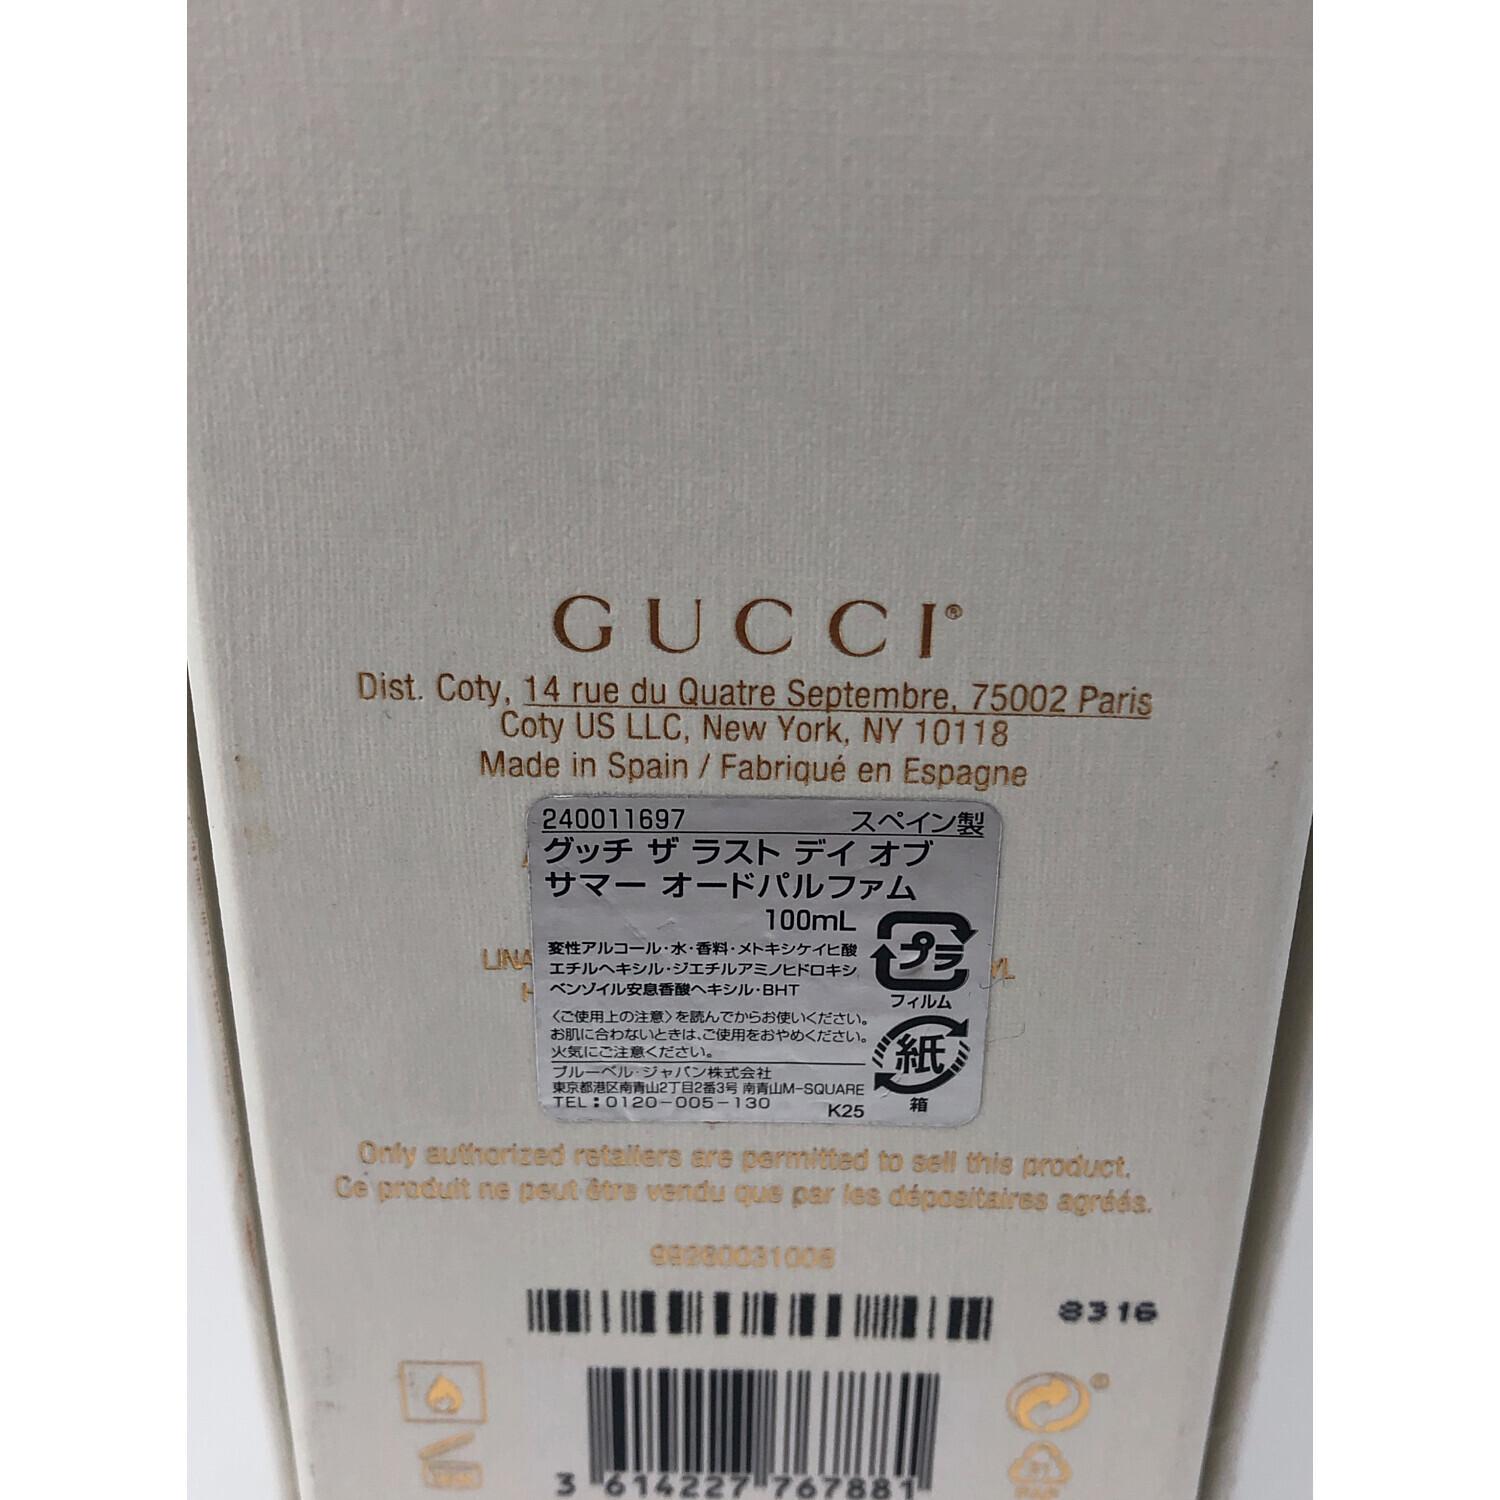 GUCCI®
Dist. Coty, 14 rue du Quatre Septembre, 75002 Paris
Coty US LLC, New York, NY 10118
Made in Spain / Fabriqué en Espagne
240011697 スペイン製
グッチ ザ ラスト デイ オブ
サマー オードパルファム
100mL
変性アルコール・水・香料・メトキシケイヒ酸
エチルヘキシル・ジエチルアミノヒドロキシ
ベンゾイル安息香酸ヘキシル・BHT
プラ
フィルム
〈ご使用上の注意〉を読んでからお使いください。
お肌に合わないときは、ご使用をおやめください。
火気にご注意ください。
紙
箱
ブルーベル・ジャパン株式会社
東京都港区南青山2丁目2番3号 南青山M-SQUARE
TEL:0120-005-130 K25
Only authorized retailers are permitted to sell this product.
Ce produit ne peut être vendu que par les dépositaires agréés.
99260031006
8316
3 614227 767881